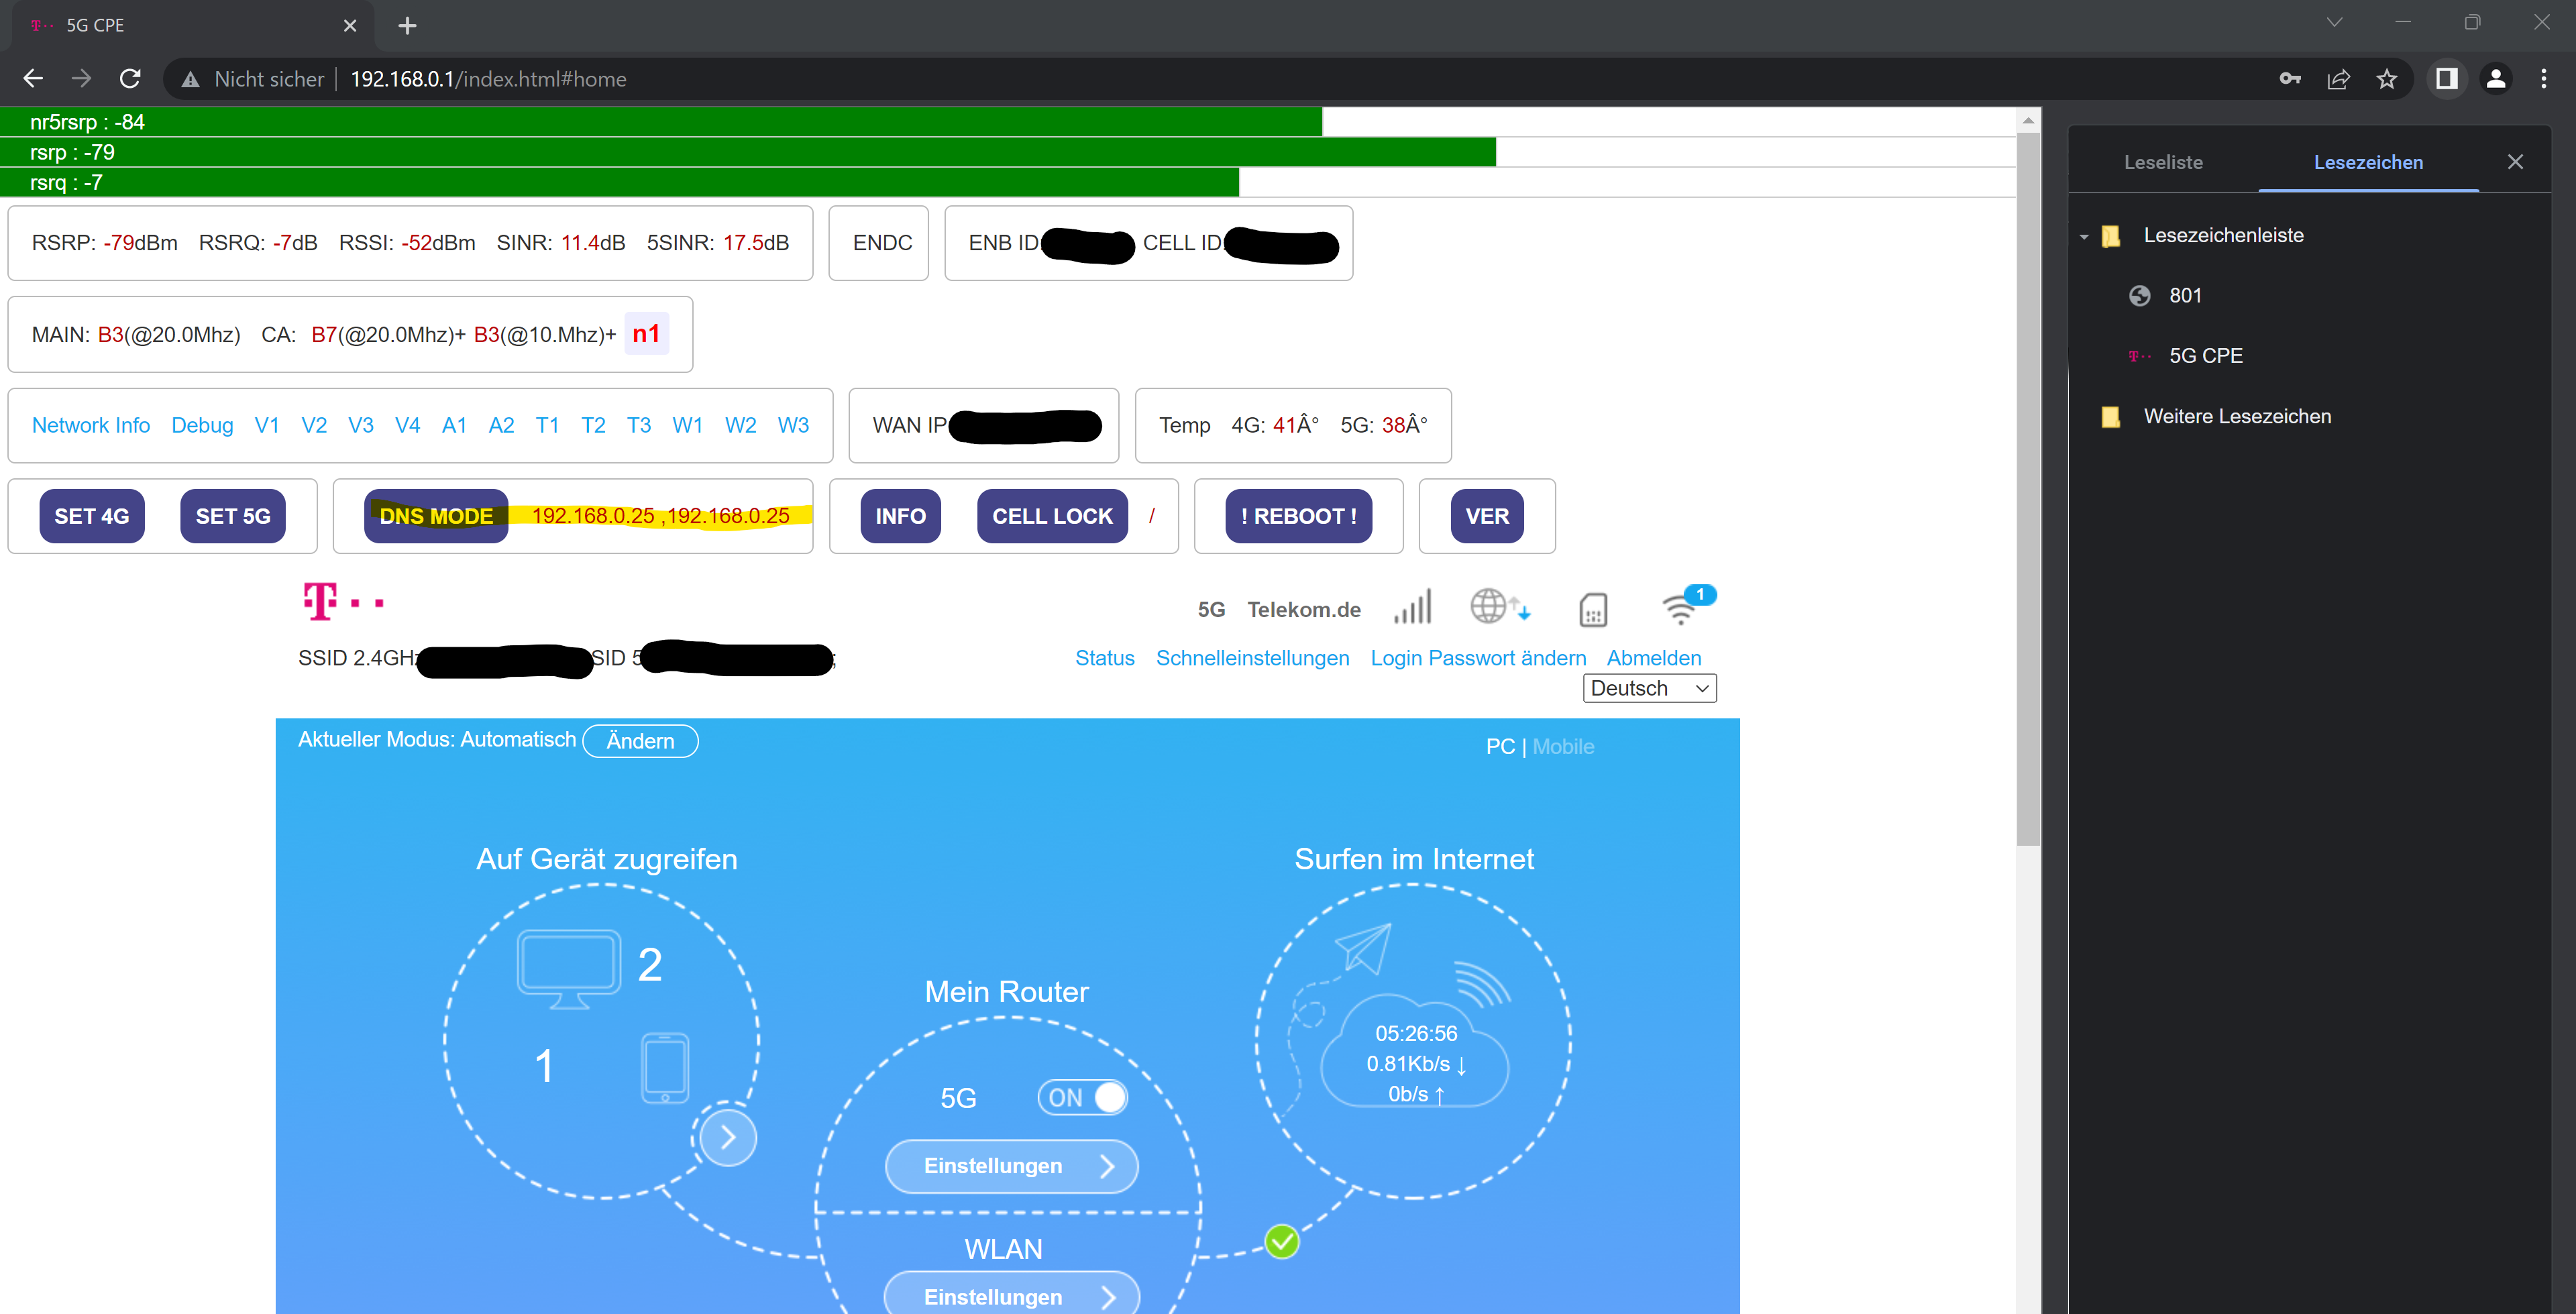 5G CPE
Nicht sicher 192.168.0.1/index.html#home
nr5rsrp : -84
rsrp : -79
rsrq : -7
RSRP: -79dBm RSRQ: -7dB RSSI: -52dBm SINR: 11.4dB 5SINR: 17.5dB ENDC ENB ID CELL ID:
MAIN: B3(@20.0Mhz) CA: B7(@20.0Mhz)+ B3(@10.Mhz)+ n1
Network Info Debug V1 V2 V3 V4 A1 A2 T1 T2 T3 W1 W2 W3 WAN IP Temp 4G: 41Â° 5G: 38Â°
SET 4G SET 5G DNS MODE 192.168.0.25 ,192.168.0.25 INFO CELL LOCK / ! REBOOT ! VER
T
5G Telekom.de 1
SSID 2.4GHz SID 5 ;
Status Schnelleinstellungen Login Passwort ändern Abmelden
Deutsch
Aktueller Modus: Automatisch Ändern
PC | Mobile
Auf Gerät zugreifen
2
1
Mein Router
5G ON
Einstellungen
WLAN
Einstellungen
Surfen im Internet
05:26:56
0.81Kb/s ↓
0b/s ↑
Leseliste Lesezeichen
Lesezeichenleiste
801
T 5G CPE
Weitere Lesezeichen